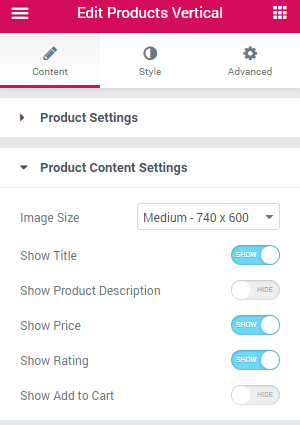 Edit Products Vertical
Content Style Advanced
Product Settings
Product Content Settings
Image Size Medium - 740 x 600
Show Title SHOW
Show Product Description HIDE
Show Price SHOW
Show Rating SHOW
Show Add to Cart HIDE